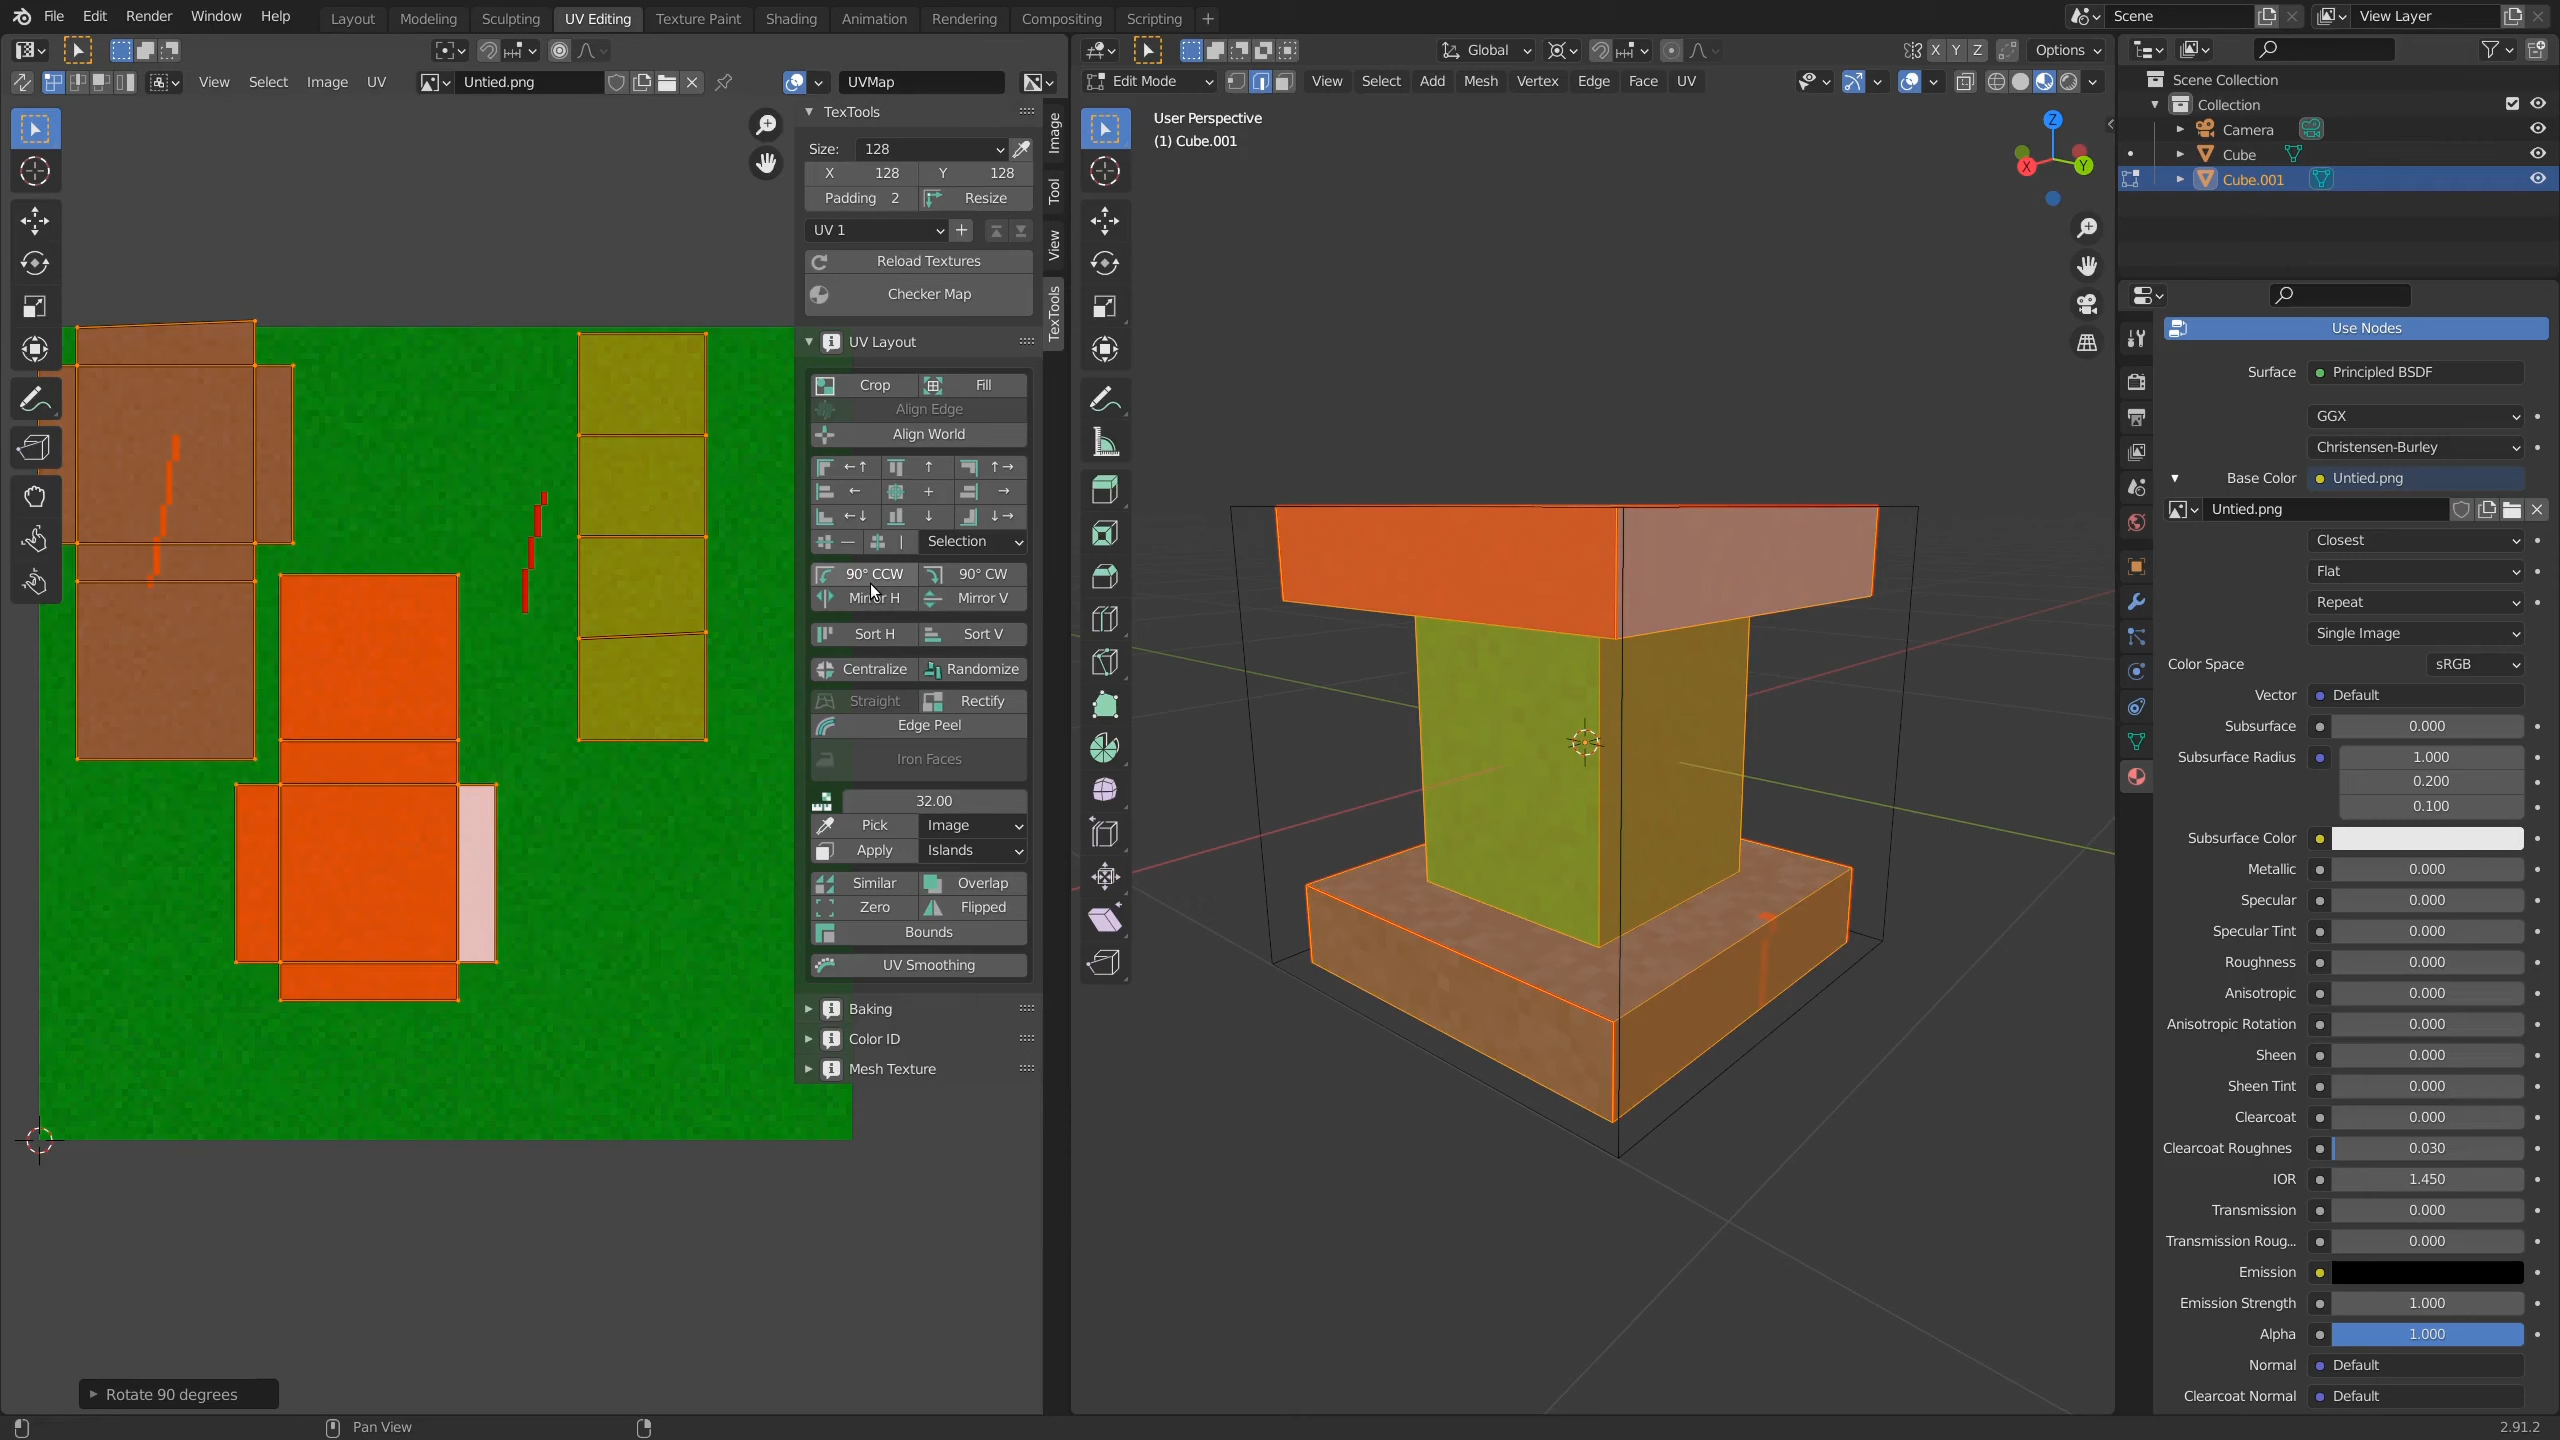 File Edit Render Window Help Layout Modeling Sculpting UV Editing Texture Paint Shading Animation Rendering Compositing Scripting + Scene View Layer
Global X Y Z Options
View Select Image UV Untied.png UVMap Edit Mode View Select Add Mesh Vertex Edge Face UV
TexTools
Size: 128
X 128 Y 128
Padding 2 Resize
UV 1 +
Reload Textures
Checker Map
UV Layout
Crop Fill
Align Edge
Align World
Selection
90° CCW 90° CW
Mirror H Mirror V
Sort H Sort V
Centralize Randomize
Straight Rectify
Edge Peel
Iron Faces
32.00
Pick Image
Apply Islands
Similar Overlap
Zero Flipped
Bounds
UV Smoothing
Baking
Color ID
Mesh Texture
Image
Tool
View
TexTools
Rotate 90 degrees
Pan View
User Perspective
(1) Cube.001
Z
X Y
Scene Collection
Collection
Camera
Cube
Cube.001
Use Nodes
Surface Principled BSDF
GGX
Christensen-Burley
Base Color Untied.png
Untied.png
Closest
Flat
Repeat
Single Image
Color Space sRGB
Vector Default
Subsurface 0.000
Subsurface Radius 1.000
0.200
0.100
Subsurface Color
Metallic 0.000
Specular 0.000
Specular Tint 0.000
Roughness 0.000
Anisotropic 0.000
Anisotropic Rotation 0.000
Sheen 0.000
Sheen Tint 0.000
Clearcoat 0.000
Clearcoat Roughnes 0.030
IOR 1.450
Transmission 0.000
Transmission Roug... 0.000
Emission
Emission Strength 1.000
Alpha 1.000
Normal Default
Clearcoat Normal Default
2.91.2